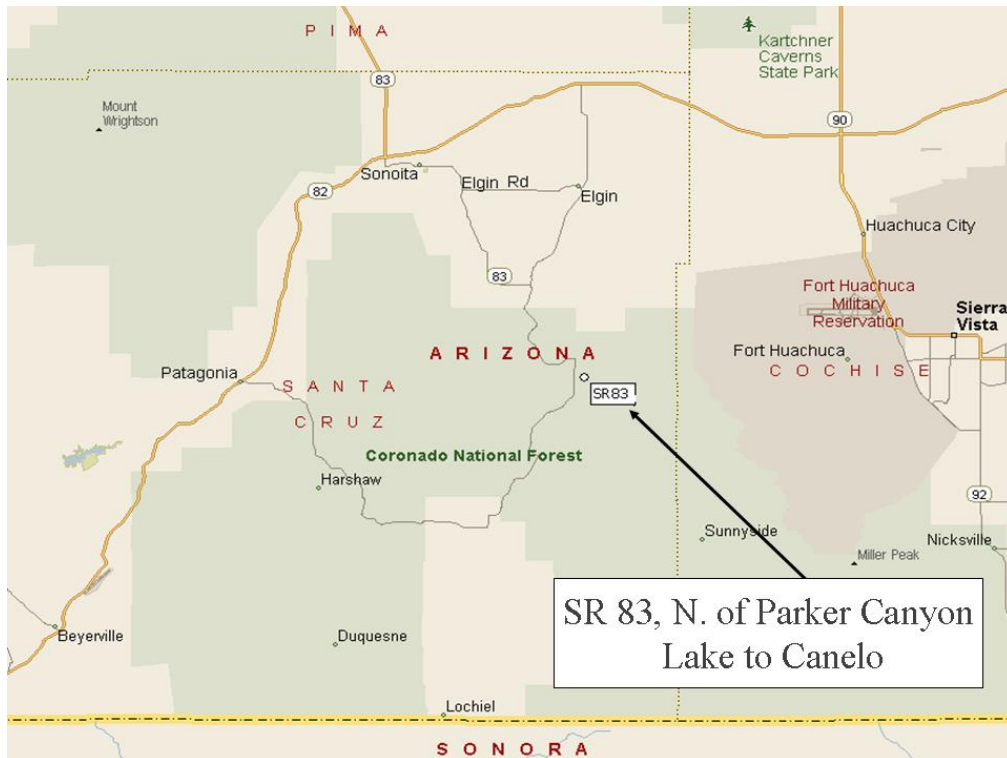 PIMA
83
Kartchner
Caverns
State Park
Mount
Wrightson
90
Sonoita
Elgin Rd
82
Elgin
Huachuca City
83
Fort Huachuca
Military
Reservation
Sierra
Vista
ARIZONA
Fort Huachuca
COCHISE
Patagonia
SANTA
CRUZ
SR83
Coronado National Forest
Harshaw
92
Sunnyside
Nicksville
Miller Peak
SR 83, N. of Parker Canyon
Lake to Canelo
Beyerville
Duquesne
Lochiel
SONORA